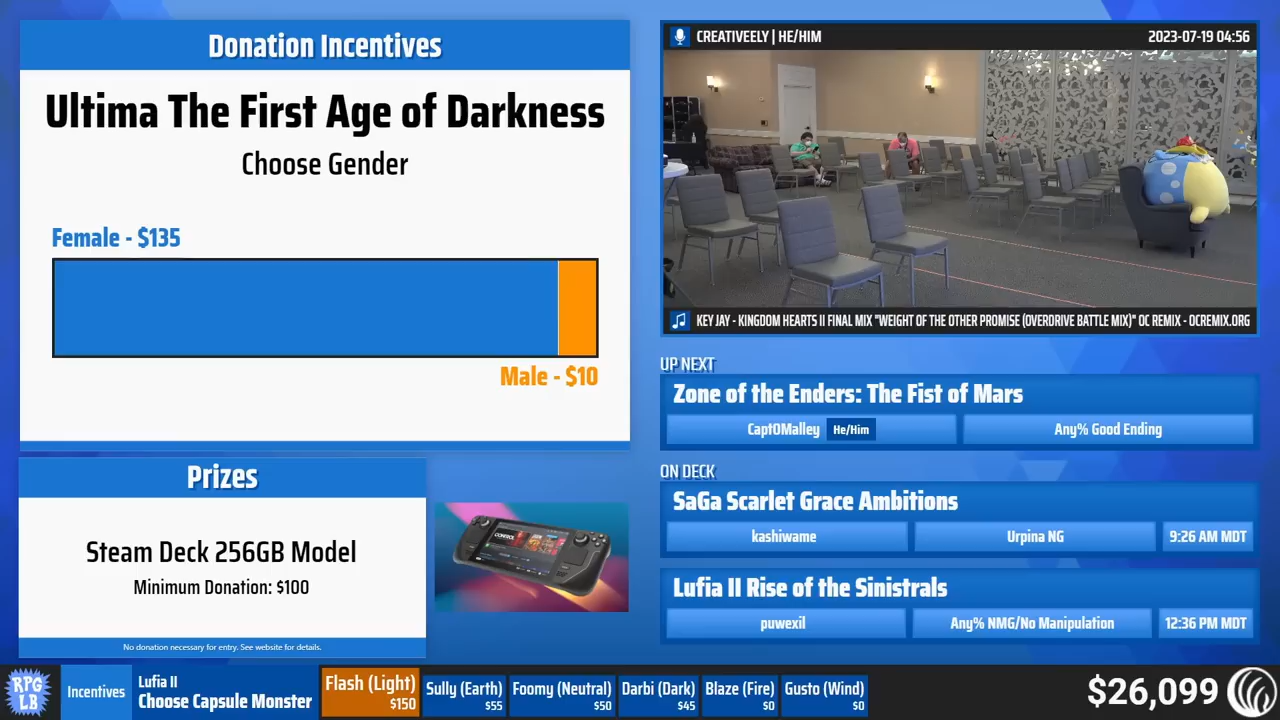 Donation Incentives
Ultima The First Age of Darkness
Choose Gender
Female - $135
Male - $10
Prizes
Steam Deck 256GB Model
Minimum Donation: $100
No donation necessary for entry. See website for details.
CREATIVEELY | HE/HIM
2023-07-19 04:56
KEY JAY - KINGDOM HEARTS II FINAL MIX "WEIGHT OF THE OTHER PROMISE (OVERDRIVE BATTLE MIX)" OC REMIX - OCREMIX.ORG
UP NEXT
Zone of the Enders: The Fist of Mars
CaptOMalley He/Him Any% Good Ending
ON DECK
SaGa Scarlet Grace Ambitions
kashiwame Urpina NG 9:26 AM MDT
Lufia II Rise of the Sinistrals
puwexil Any% NMG/No Manipulation 12:36 PM MDT
RPG
LB
Incentives
Lufia II
Choose Capsule Monster
Flash (Light)
$150
Sully (Earth)
$55
Foomy (Neutral)
$50
Darbi (Dark)
$45
Blaze (Fire)
$0
Gusto (Wind)
$0
$26,099